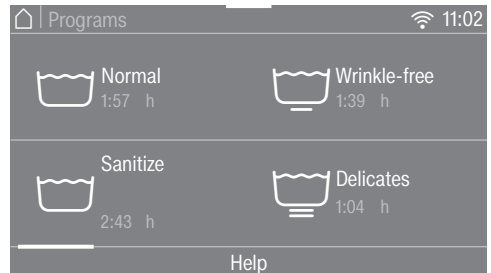 Programs
11:02
Normal
1:57 h
Wrinkle-free
1:39 h
Sanitize
2:43 h
Delicates
1:04 h
Help